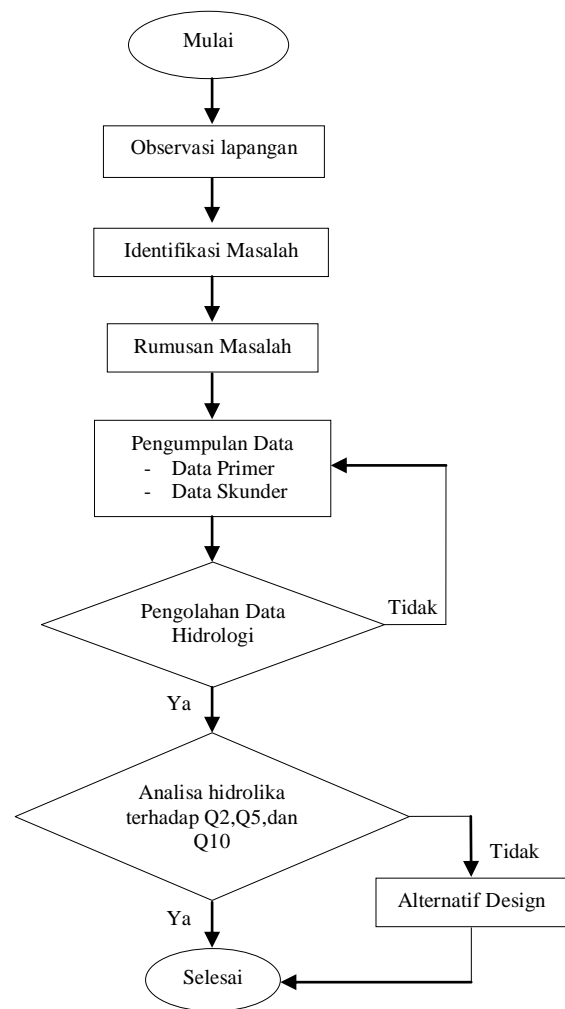 Mulai
Observasi lapangan
Identifikasi Masalah
Rumusan Masalah
Pengumpulan Data
- Data Primer
- Data Skunder
Pengolahan Data
Hidrologi
Tidak
Ya
Analisa hidrolika
terhadap Q2,Q5,dan
Q10
Tidak
Alternatif Design
Ya
Selesai